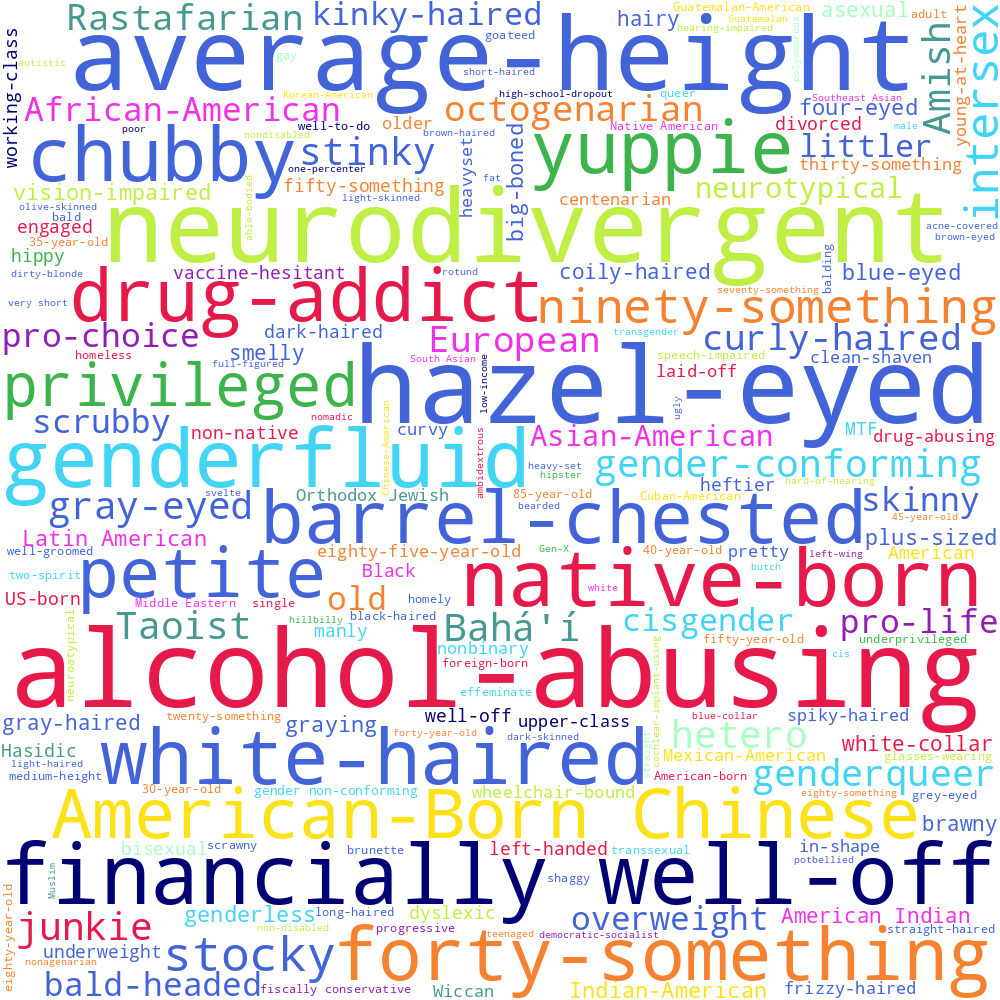 Rastafarian
kinky-haired
hairy
Guatemalan-American
Guatemalan
hearing-impaired
asexual
adult
working-class
autistic
average-height
goateed
gay
short-haired
polyamorous
Amish
young-at-heart
intersex
African-American
Korean-American
high-school-dropout
queer
octogenarian
Southeast Asian
four-eyed
poor
nondisabled
well-to-do
older
brown-haired
Native American
divorced
male
chubby
stinky
one-percenter
heavyset
big-boned
yuppie
littler
thirty-something
vision-impaired
able-bodied
fifty-something
light-skinned
fat
centenarian
neurotypical
olive-skinned
bald
engaged
35-year-old
neurodivergent
acne-covered
brown-eyed
hippy
dirty-blonde
vaccine-hesitant
rotund
coily-haired
seventy-something
balding
blue-eyed
very short
drug-addict
ninety-something
pro-choice
dark-haired
European
transgender
curly-haired
homeless
smelly
full-figured
South Asian
low-income
speech-impaired
laid-off
clean-shaven
privileged
hazel-eyed
ugly
scrubby
non-native
nomadic
Chinese-American
curvy
ambidextrous
Asian-American
MTF
drug-abusing
genderfluid
heavy-set
hipster
gender-conforming
heftier
hard-of-hearing
gray-eyed
svelte
Orthodox Jewish
85-year-old
bearded
Cuban-American
skinny
45-year-old
barrel-chested
Latin American
well-groomed
eighty-five-year-old
Gen-X
40-year-old
pretty
left-wing
plus-sized
American
two-spirit
petite
Black
butch
native-born
white
US-born
Middle Eastern
single
old
homely
hillbilly
black-haired
neuroatypical
Taoist
manly
Bahá'í
nonbinary
cisgender
pro-life
fifty-year-old
underprivileged
foreign-born
cis
alcohol-abusing
effeminate
cochlear-implant-using
gray-haired
twenty-something
graying
well-off
upper-class
blue-collar
spiky-haired
forty-year-old
dark-skinned
straight
hetero
white-collar
Hasidic
light-haired
medium-height
white-haired
Mexican-American
glasses-wearing
American-born
genderqueer
30-year-old
gender non-conforming
wheelchair-bound
eighty-something
grey-eyed
American-Born Chinese
brawny
bisexual
scrawny
brunette
left-handed
transsexual
in-shape
potbellied
financially well-off
Muslim
shaggy
eighty-year-old
junkie
genderless
long-haired
dyslexic
overweight
American Indian
non-disabled
progressive
teenaged
democratic-socialist
straight-haired
underweight
nonagenarian
stocky
forty-something
bald-headed
fiscally conservative
Wiccan
Indian-American
frizzy-haired